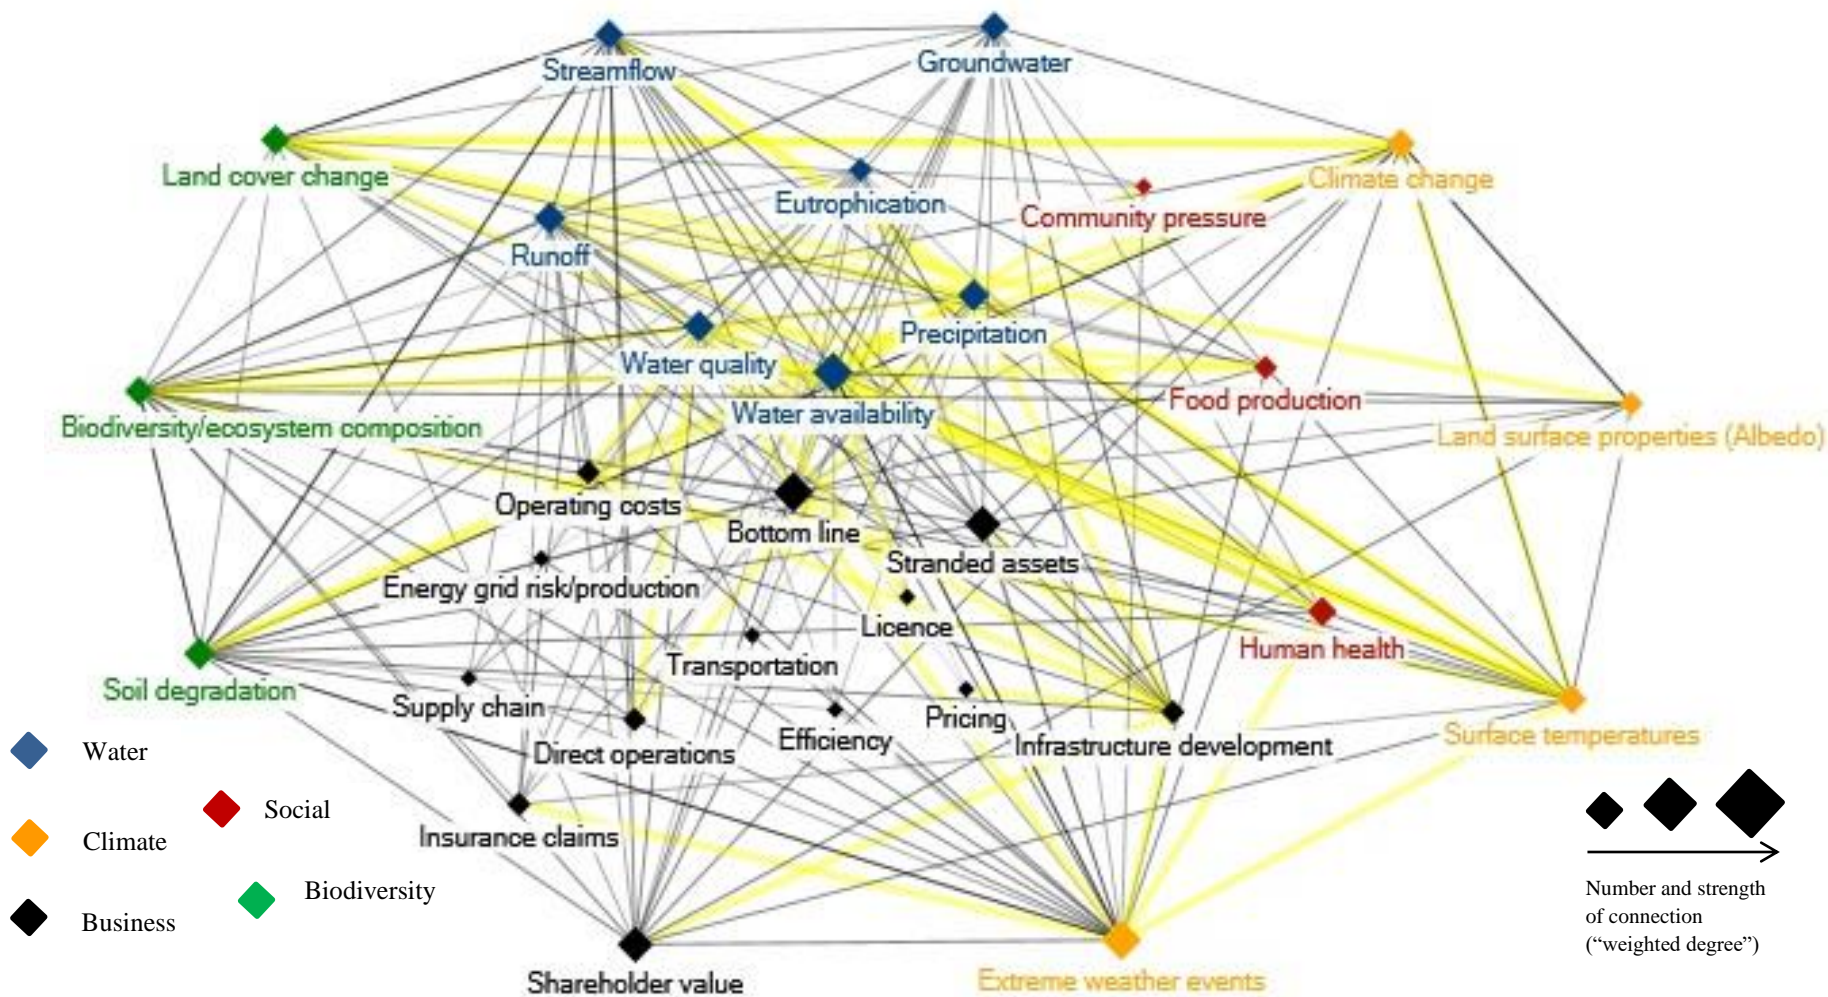 Streamflow
Groundwater
Land cover change
Climate change
Eutrophication
Community pressure
Runoff
Precipitation
Water quality
Food production
Water availability
Biodiversity/ecosystem composition
Land surface properties (Albedo)
Operating costs
Bottom line
Stranded assets
Energy grid risk/production
Licence
Human health
Transportation
Soil degradation
Supply chain
Pricing
Efficiency
Direct operations
Infrastructure development
Surface temperatures
Insurance claims
Shareholder value
Extreme weather events
Water
Social
Climate
Biodiversity
Business
Number and strength
of connection
(“weighted degree”)